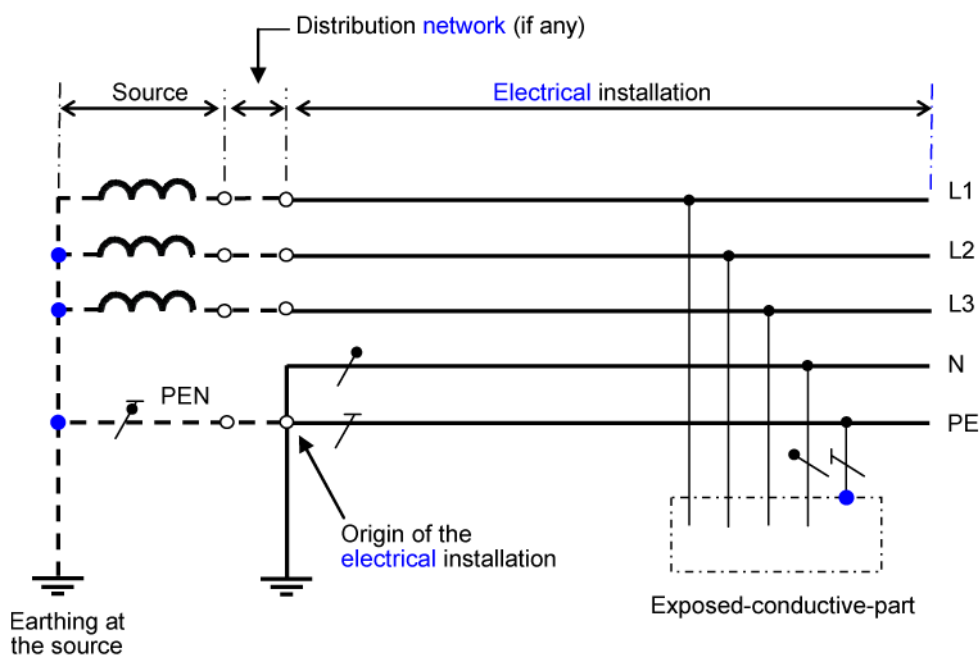 Distribution network (if any)
Source
Electrical installation
L1
L2
L3
N
PEN
PE
Origin of the
electrical installation
Exposed-conductive-part
Earthing at
the source